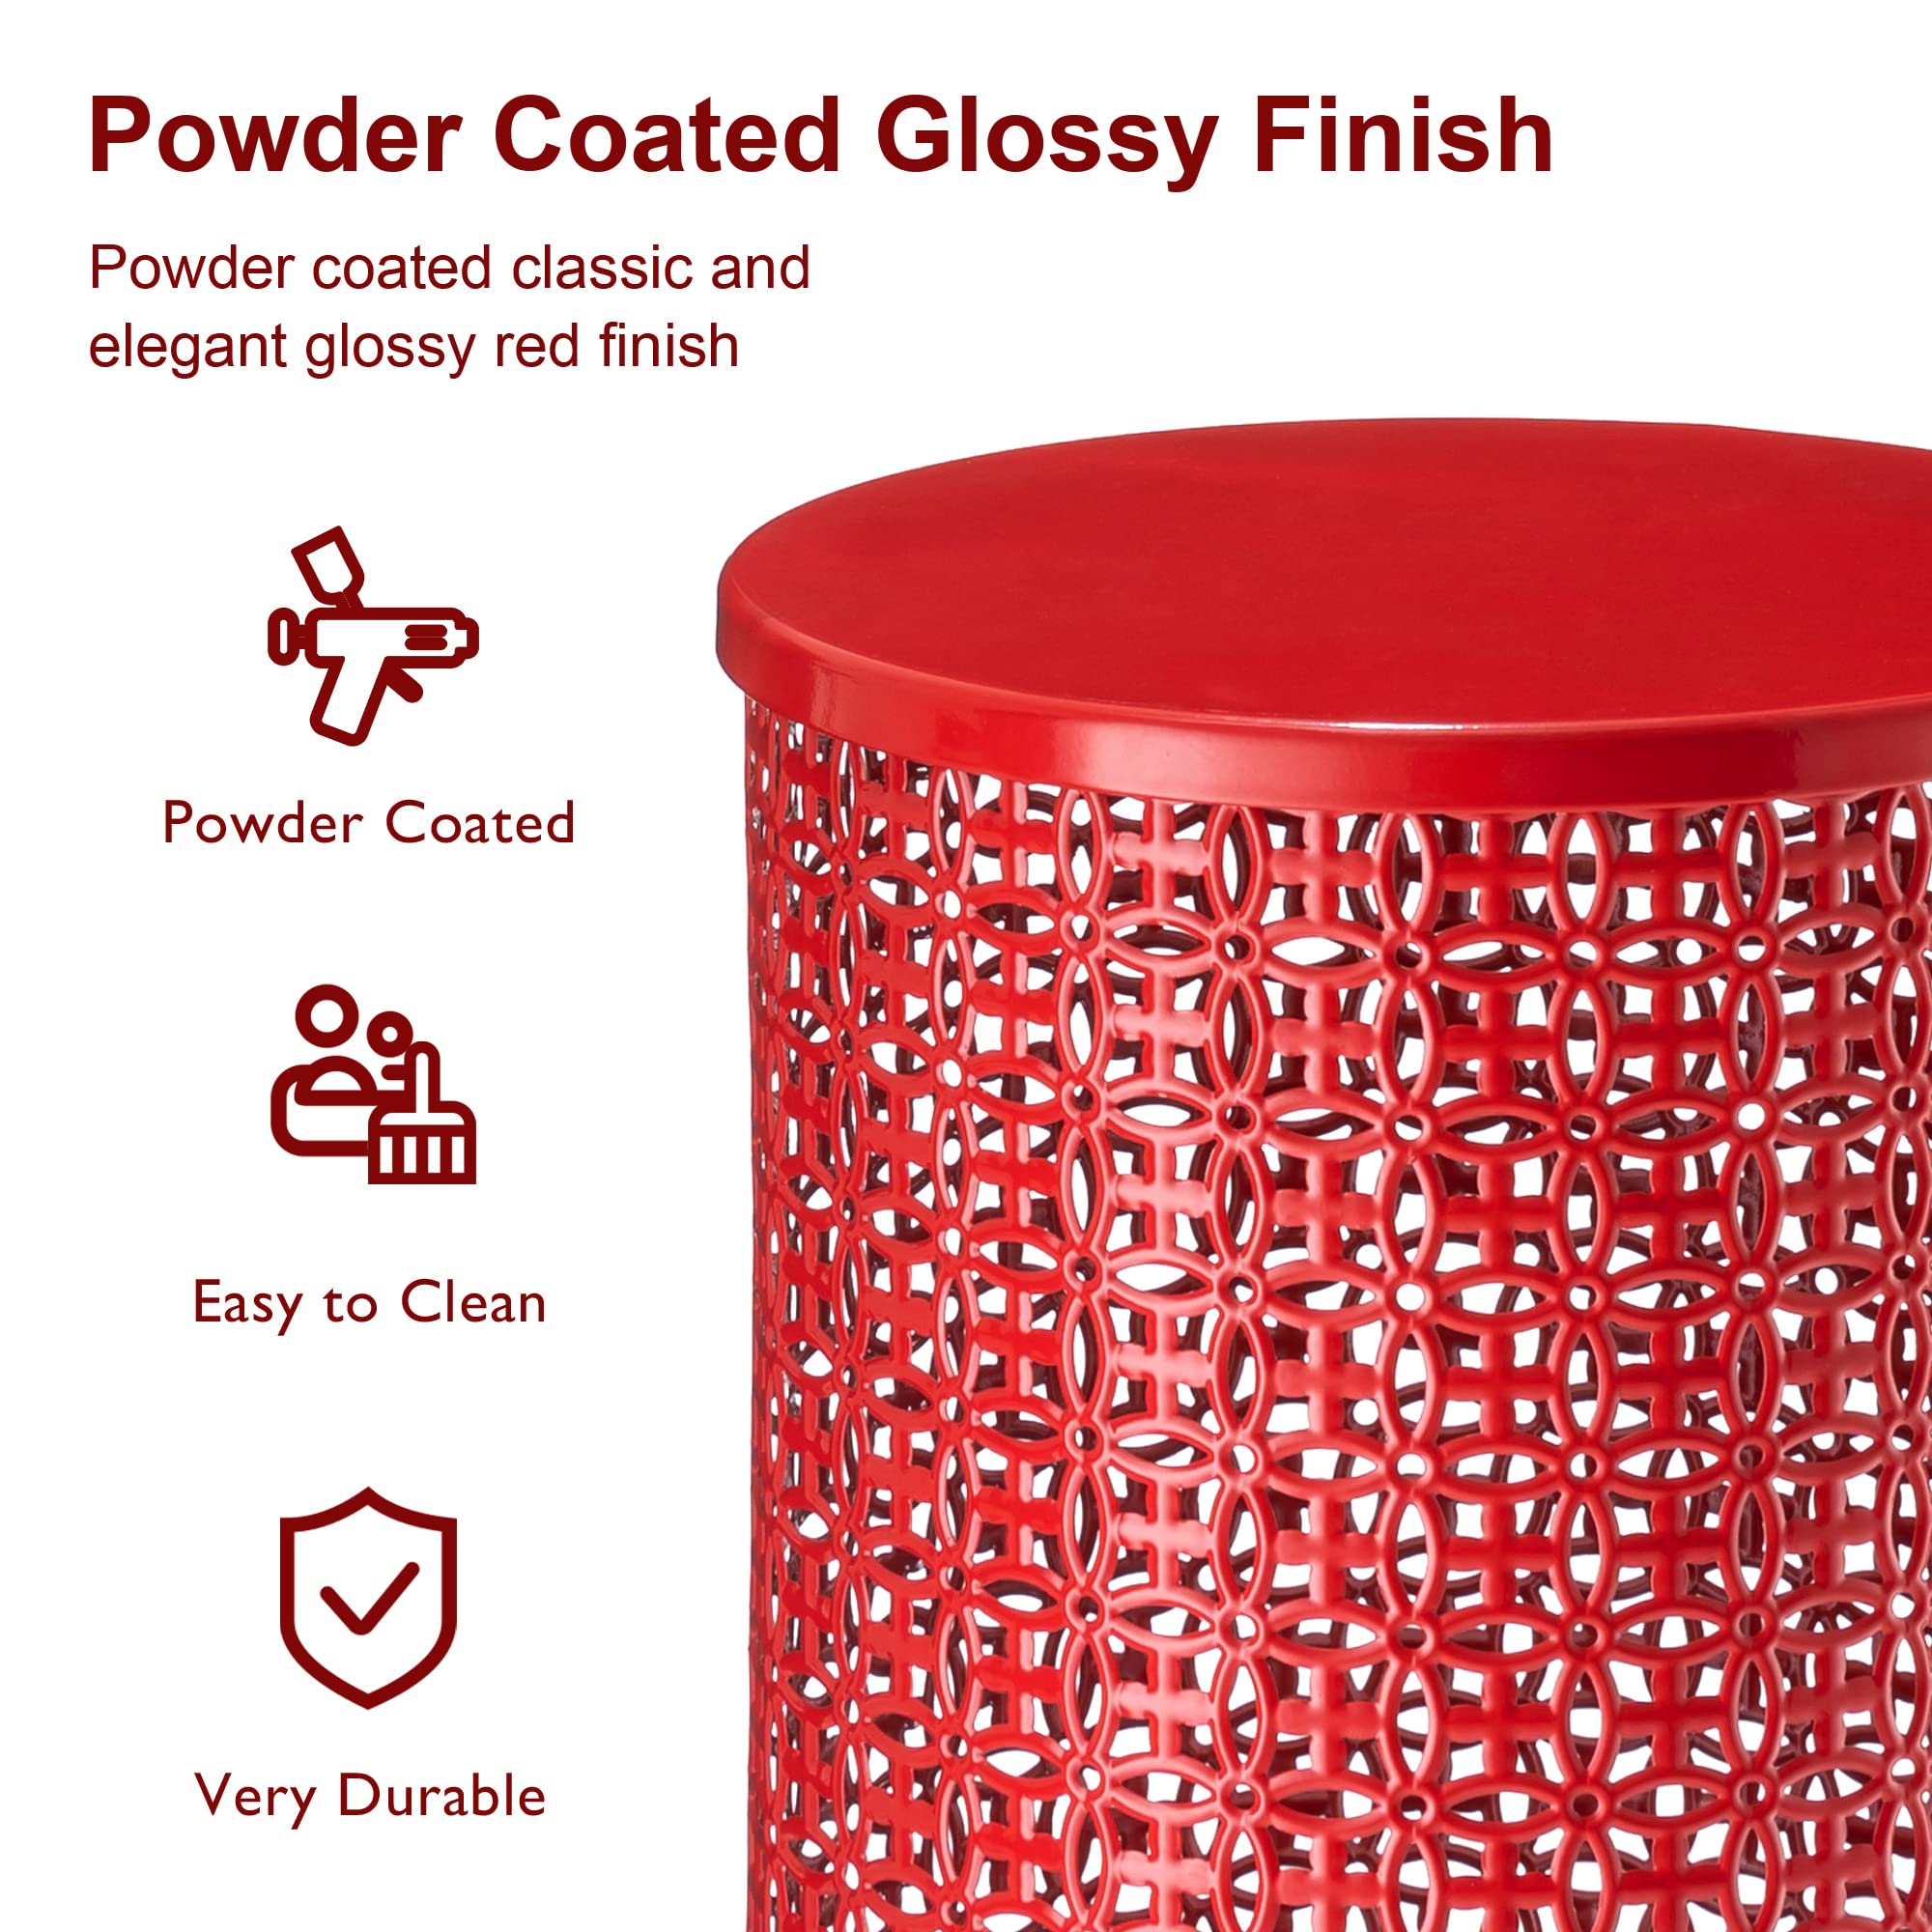 Powder Coated Glossy Finish
Powder coated classic and
elegant glossy red finish
Powder Coated
Easy to Clean
Very Durable